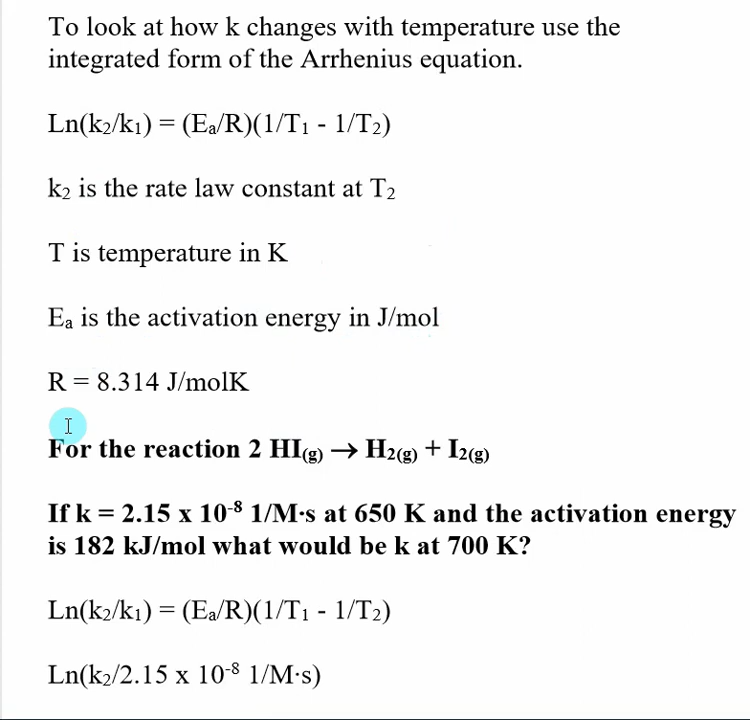 To look at how k changes with temperature use the
integrated form of the Arrhenius equation.
Ln(k₂/k₁) = (Eₐ/R)(1/T₁ - 1/T₂)
k₂ is the rate law constant at T₂
T is temperature in K
Eₐ is the activation energy in J/mol
R = 8.314 J/molK
For the reaction 2 HI₍g₎ → H₂₍g₎ + I₂₍g₎
If k = 2.15 x 10⁻⁸ 1/M·s at 650 K and the activation energy
is 182 kJ/mol what would be k at 700 K?
Ln(k₂/k₁) = (Eₐ/R)(1/T₁ - 1/T₂)
Ln(k₂/2.15 x 10⁻⁸ 1/M·s)